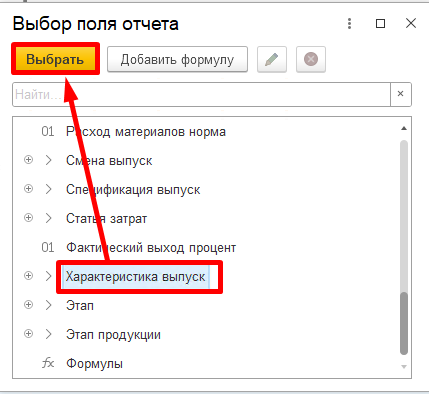 Выбор поля отчета
Выбрать Добавить формулу
Найти...
01 Расход материалов норма
Смена выпуск
Спецификация выпуск
Статья затрат
01 Фактический выход процент
Характеристика выпуск
Этап
Этап продукции
fx Формулы